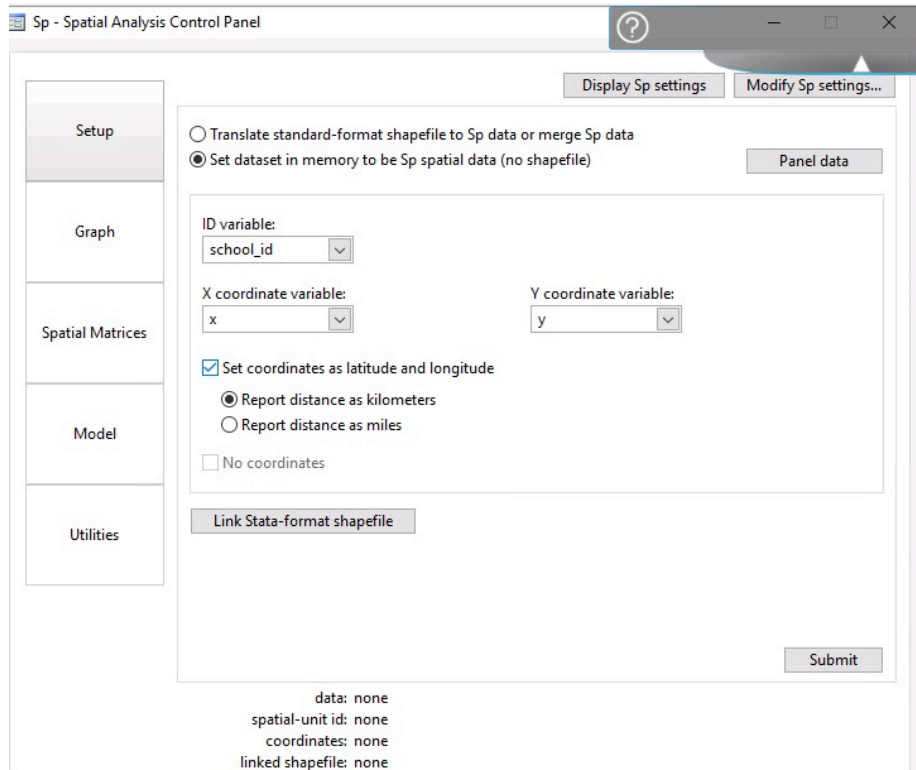 Sp - Spatial Analysis Control Panel
Display Sp settings
Modify Sp settings...
Setup
Graph
Spatial Matrices
Model
Utilities
Translate standard-format shapefile to Sp data or merge Sp data
Set dataset in memory to be Sp spatial data (no shapefile)
Panel data
ID variable:
school_id
X coordinate variable:
Y coordinate variable:
x
y
Set coordinates as latitude and longitude
Report distance as kilometers
Report distance as miles
No coordinates
Link Stata-format shapefile
Submit
data: none
spatial-unit id: none
coordinates: none
linked shapefile: none